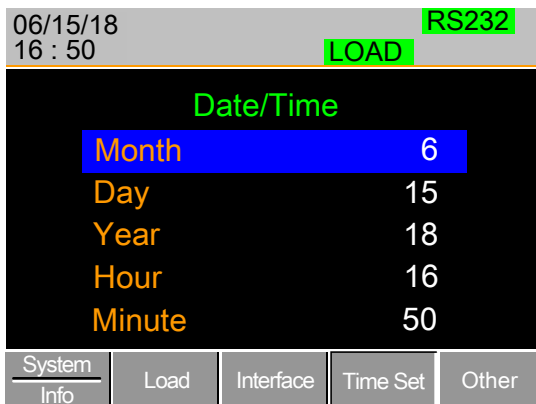 06/15/18
16 : 50
LOAD
RS232
Date/Time
Month 6
Day 15
Year 18
Hour 16
Minute 50
System
Info
Load
Interface
Time Set
Other